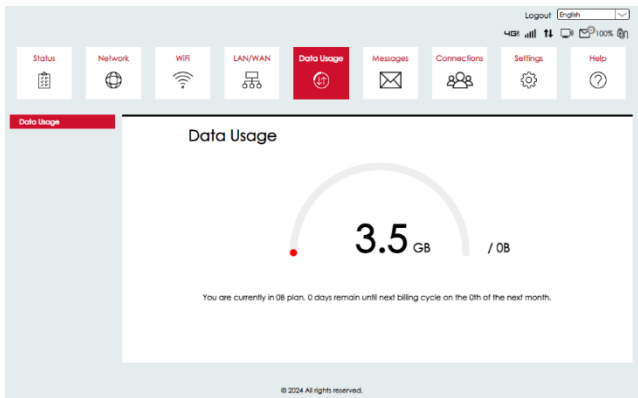 Logout English
4GE 100%
Status Network WiFi LAN/WAN Data Usage Messages Connections Settings Help
Data Usage
Data Usage
3.5 GB / 0B
You are currently in 0B plan. 0 days remain until next billing cycle on the 0th of the next month.
© 2024 All rights reserved.